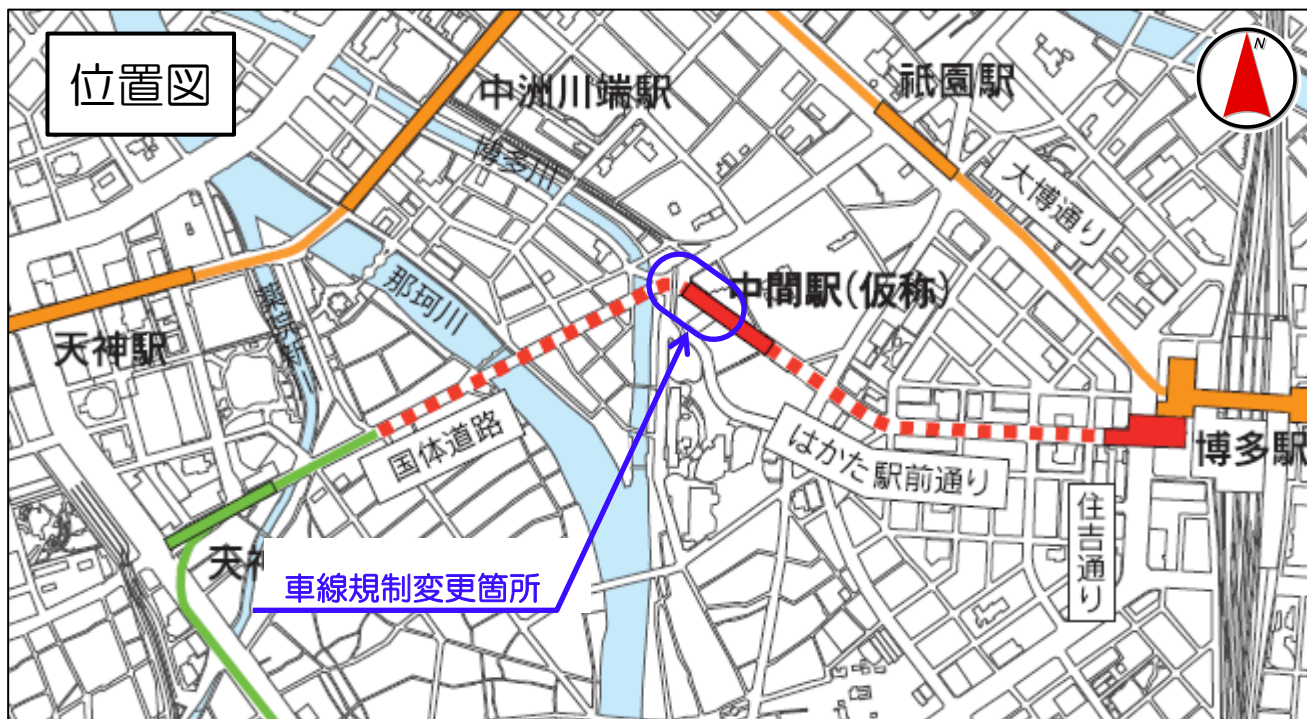 位置図
N
中洲川端駅
祇園駅
博多川
大博通り
那珂川
中間駅(仮称)
天神駅
国体道路
はかた駅前通り
博多駅
住吉通り
車線規制変更箇所